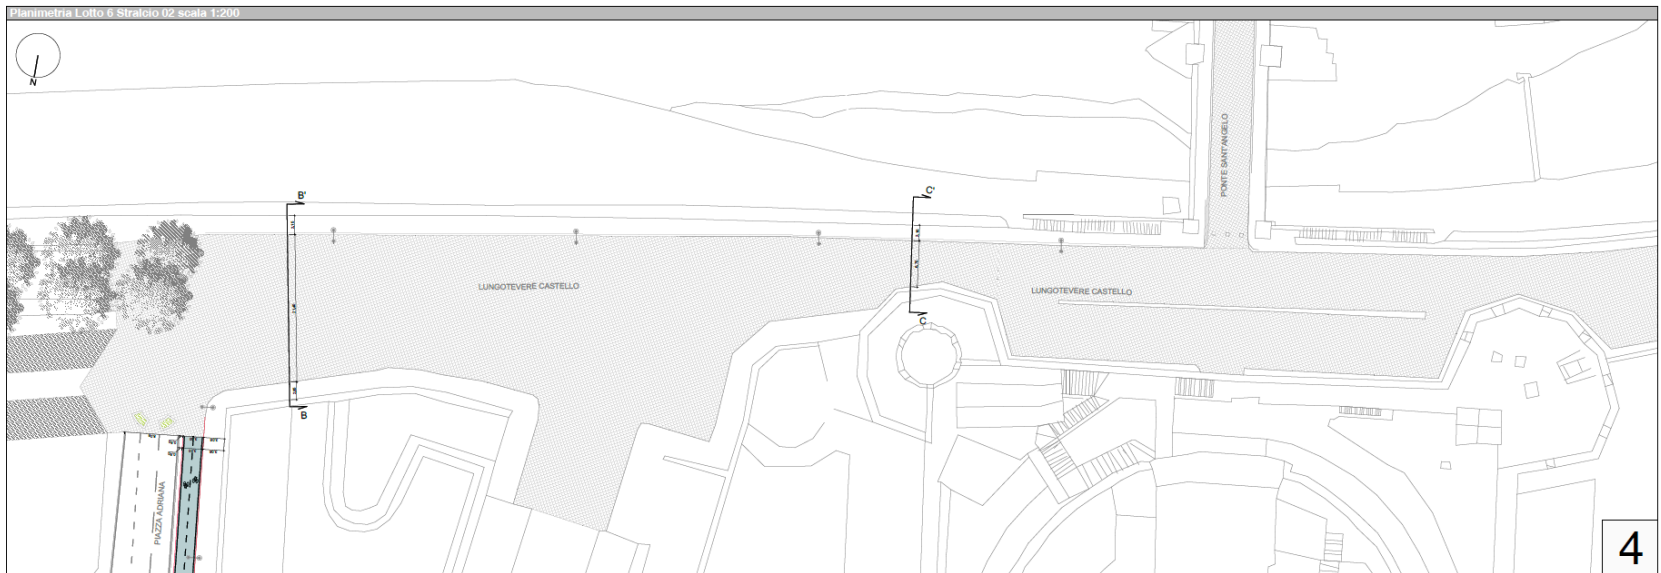 Planimetria Lotto 6 Stralcio 02 scala 1:200
N
B'
C'
PONTE SANT'ANGELO
LUNGOTEVERE CASTELLO
LUNGOTEVERE CASTELLO
C
B
PIAZZA ADRIANA
4